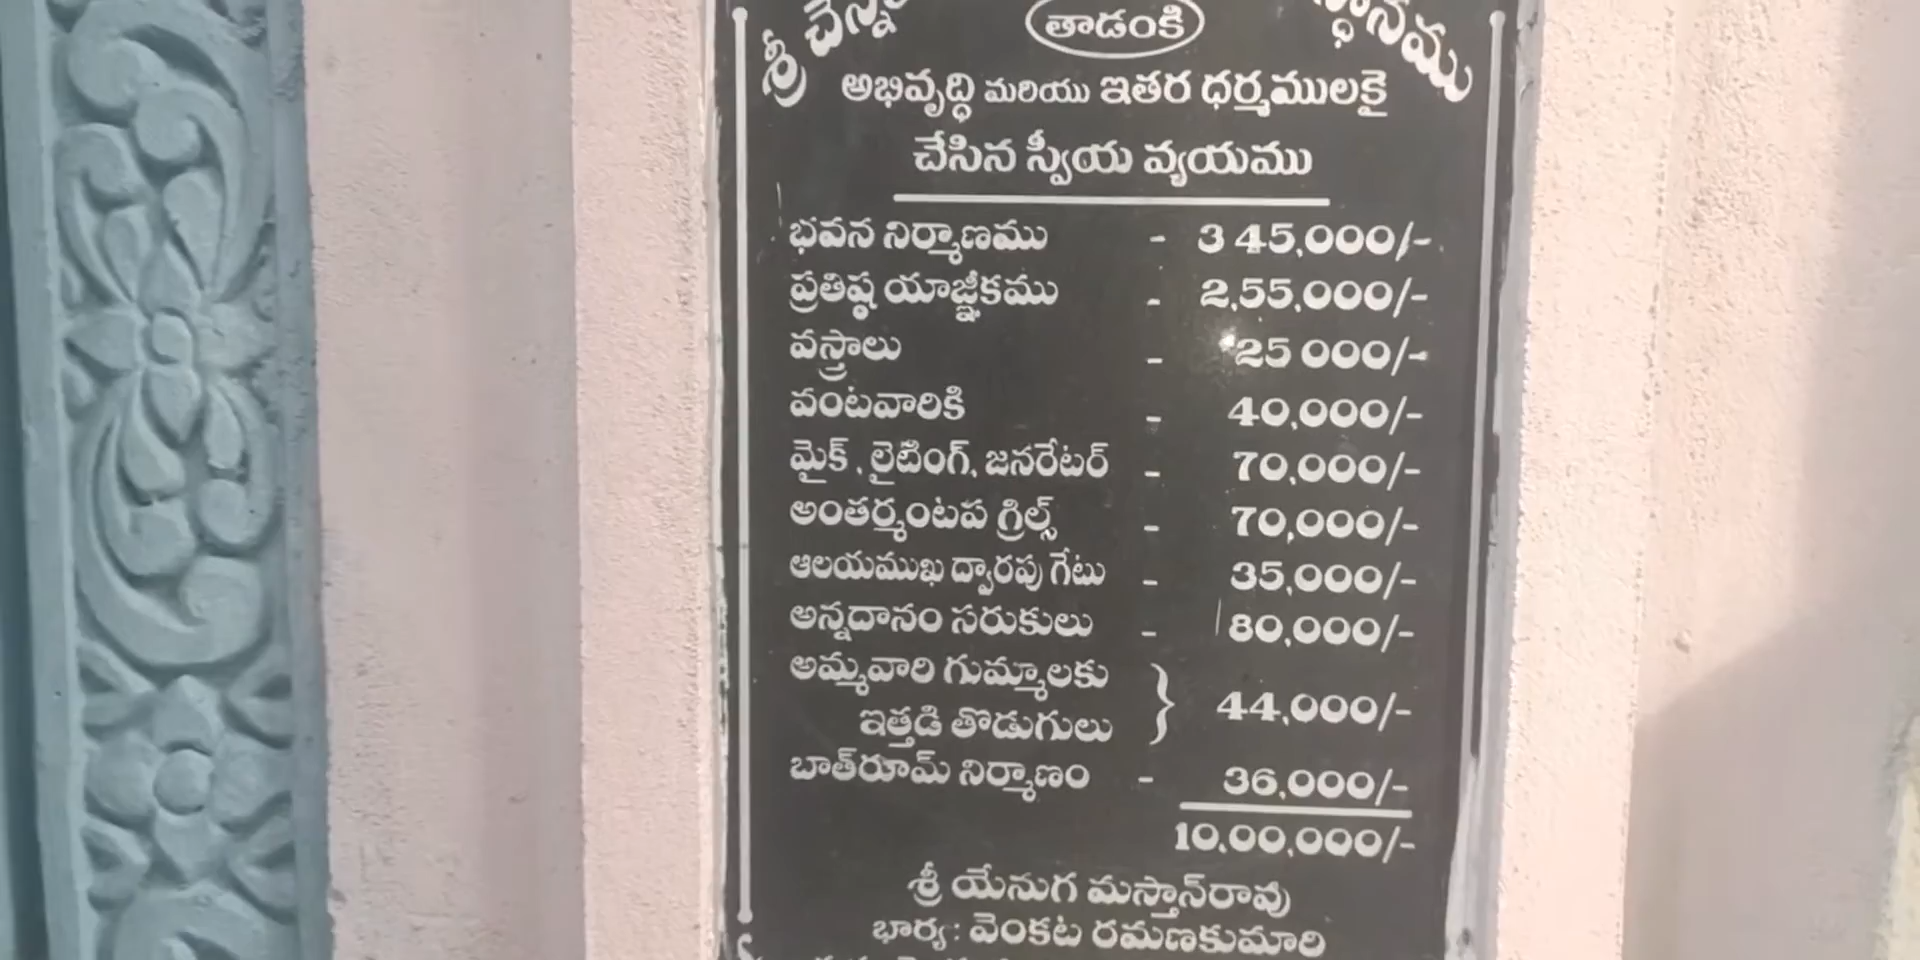 తాడంకి
శ్రీ
అభివృద్ధి మరియు ఇతర ధర్మములకై
చేసిన స్వీయ వ్యయము
భవన నిర్మాణము - 3 45,000/-
ప్రతిష్ఠ యాజ్ఞీకము - 2,55,000/-
వస్త్రాలు - 25 000/-
వంటవారికి - 40,000/-
మైక్, లైటింగ్, జనరేటర్ - 70,000/-
అంతర్మంటప గ్రిల్స్ - 70,000/-
ఆలయముఖ ద్వారపు గేటు - 35,000/-
అన్నదానం సరుకులు - 80,000/-
అమ్మవారి గుమ్మాలకు
ఇత్తడి తొడుగులు } 44,000/-
బాత్‌రూమ్ నిర్మాణం - 36,000/-
10,00,000/-
శ్రీ యేనుగ మస్తాన్‌రావు
భార్య: వెంకట రమణకుమారి